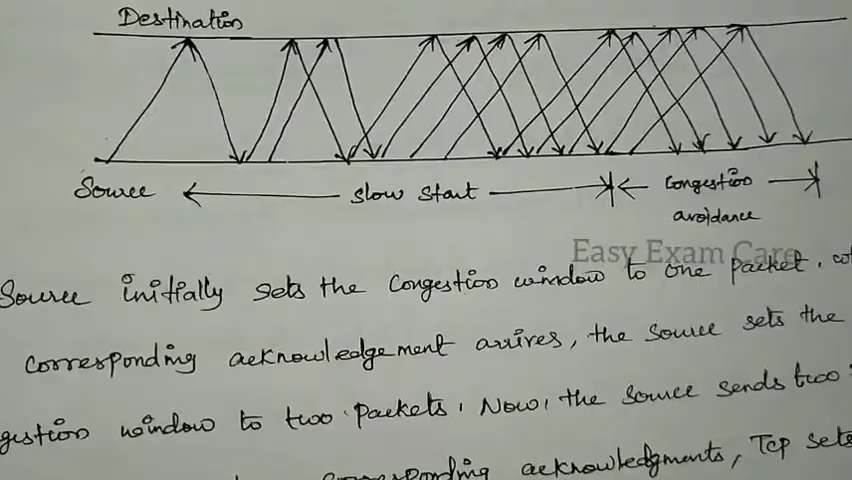 Destination
Source
slow start
Congestion
avoidance
Easy Exam Care
Source initially sets the Congestion window to one packet.
corresponding acknowledgement arrives, the source sets the
window to two packets. Now, the source sends two
corresponding acknowledgments, Tcp sets